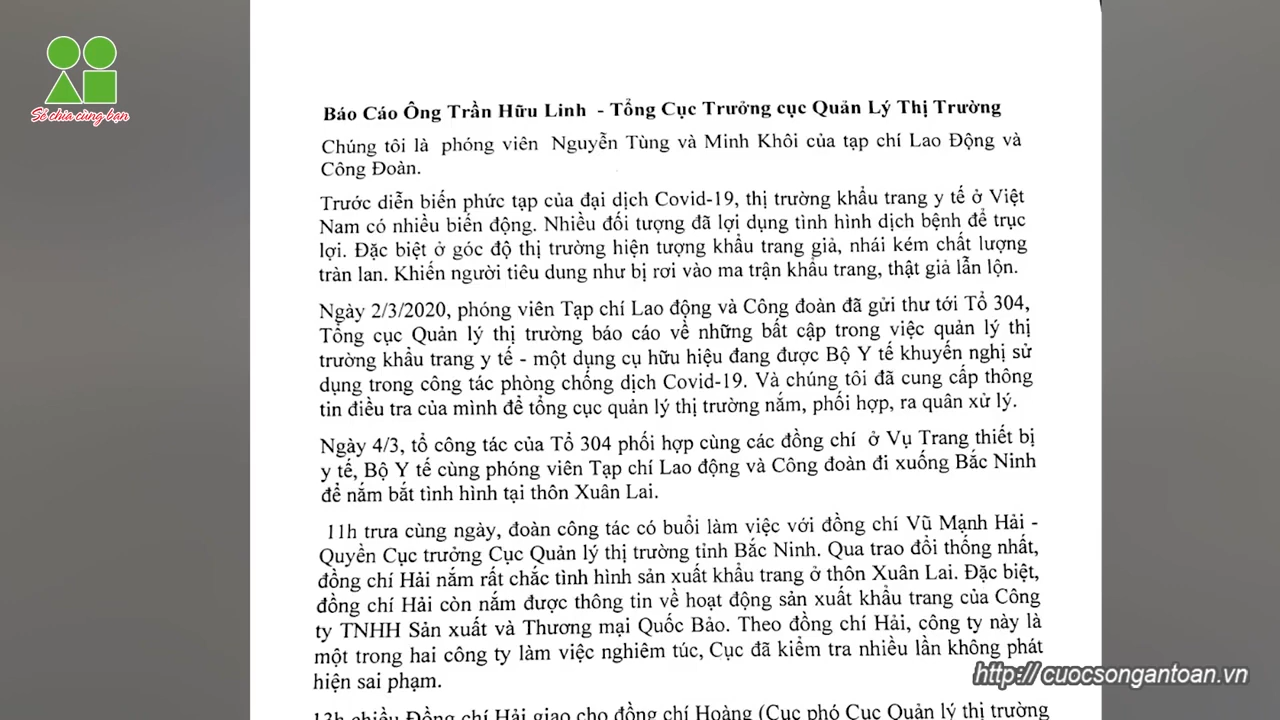 Sẻ chia cùng bạn
Báo Cáo Ông Trần Hữu Linh - Tổng Cục Trưởng cục Quản Lý Thị Trường
Chúng tôi là phóng viên Nguyễn Tùng và Minh Khôi của tạp chí Lao Động và
Công Đoàn.
Trước diễn biến phức tạp của đại dịch Covid-19, thị trường khẩu trang y tế ở Việt
Nam có nhiều biến động. Nhiều đối tượng đã lợi dụng tình hình dịch bệnh để trục
lợi. Đặc biệt ở góc độ thị trường hiện tượng khẩu trang giả, nhái kém chất lượng
tràn lan. Khiến người tiêu dung như bị rơi vào ma trận khẩu trang, thật giả lẫn lộn.
Ngày 2/3/2020, phóng viên Tạp chí Lao động và Công đoàn đã gửi thư tới Tổ 304,
Tổng cục Quản lý thị trường báo cáo về những bất cập trong việc quản lý thị
trường khẩu trang y tế - một dụng cụ hữu hiệu đang được Bộ Y tế khuyến nghị sử
dụng trong công tác phòng chống dịch Covid-19. Và chúng tôi đã cung cấp thông
tin điều tra của mình để tổng cục quản lý thị trường nắm, phối hợp, ra quân xử lý.
Ngày 4/3, tổ công tác của Tổ 304 phối hợp cùng các đồng chí ở Vụ Trang thiết bị
y tế, Bộ Y tế cùng phóng viên Tạp chí Lao động và Công đoàn đi xuống Bắc Ninh
để nắm bắt tình hình tại thôn Xuân Lai.
11h trưa cùng ngày, đoàn công tác có buổi làm việc với đồng chí Vũ Mạnh Hải -
Quyền Cục trưởng Cục Quản lý thị trường tỉnh Bắc Ninh. Qua trao đổi thống nhất,
đồng chí Hải nắm rất chắc tình hình sản xuất khẩu trang ở thôn Xuân Lai. Đặc biệt,
đồng chí Hải còn nắm được thông tin về hoạt động sản xuất khẩu trang của Công
ty TNHH Sản xuất và Thương mại Quốc Bảo. Theo đồng chí Hải, công ty này là
một trong hai công ty làm việc nghiêm túc, Cục đã kiểm tra nhiều lần không phát
hiện sai phạm.
http:// cuocsongantoan.vn
13h chiều Đồng chí Hải giao cho đồng chí Hoàng (Cục phó Cục Quản lý thị trường